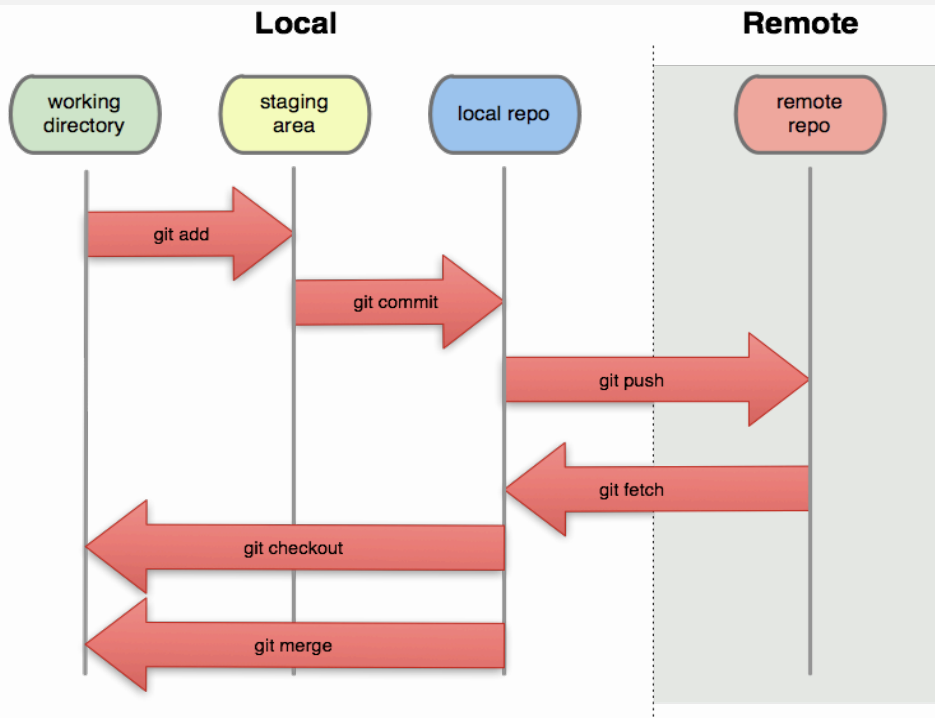 Local
Remote
working
directory
staging
area
local repo
remote
repo
git add
git commit
git push
git fetch
git checkout
git merge